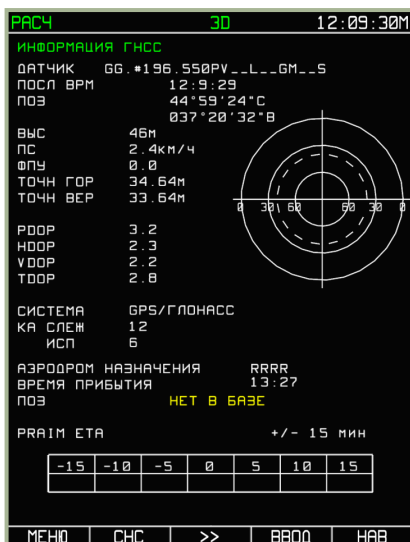 РАСЧ 3D 12:09:30М
ИНФОРМАЦИЯ ГНСС
ДАТЧИК GG.*196.550PV__L__GM__S
ПОСЛ ВРМ 12:9:29
ПОЗ 44°59'24"С
037°20'32"В
ВЫС 46М
ПС 2.4КМ/Ч
ФПУ 0.0
ТОЧН ГОР 34.64М
ТОЧН ВЕР 33.64М
0 30 60 60 30 0
PDOP 3.2
HDOP 2.3
VDOP 2.2
TDOP 2.8
СИСТЕМА GPS/ГЛОНАСС
КА СЛЕЖ 12
ИСП 6
АЭРОДРОМ НАЗНАЧЕНИЯ RRRR
ВРЕМЯ ПРИБЫТИЯ 13:27
ПОЗ НЕТ В БАЗЕ
PRAIM ETA +/- 15 МИН
-15 -10 -5 0 5 10 15
МЕНЮ СНС >> ВВОД НАВ